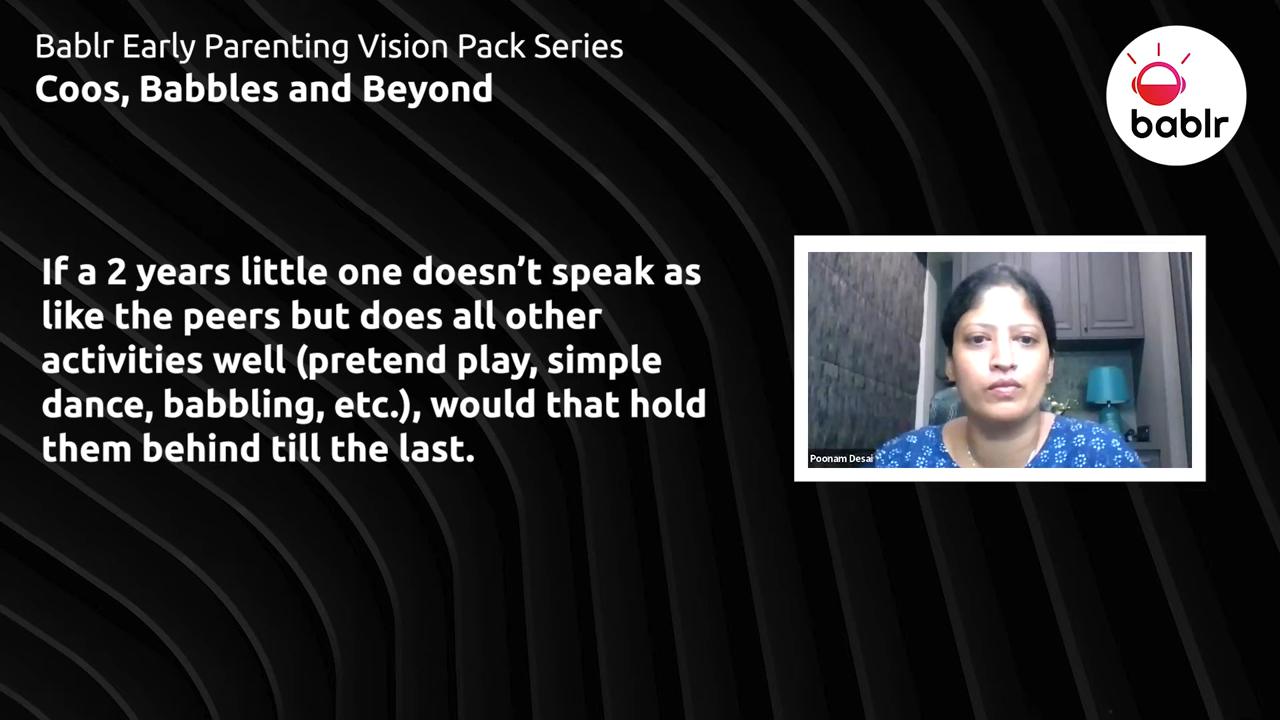 Bablr Early Parenting Vision Pack Series
Coos, Babbles and Beyond
bablr
If a 2 years little one doesn’t speak as
like the peers but does all other
activities well (pretend play, simple
dance, babbling, etc.), would that hold
them behind till the last.
Poonam Desai